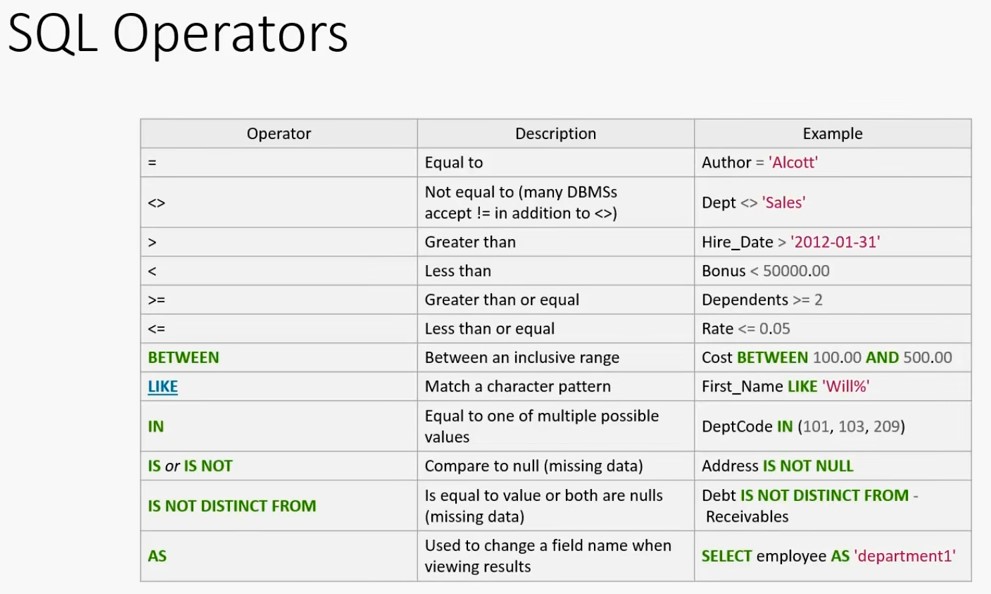 SQL Operators
Operator Description Example
= Equal to Author = 'Alcott'
<> Not equal to (many DBMSs accept != in addition to <>) Dept <> 'Sales'
> Greater than Hire_Date > '2012-01-31'
< Less than Bonus < 50000.00
>= Greater than or equal Dependents >= 2
<= Less than or equal Rate <= 0.05
BETWEEN Between an inclusive range Cost BETWEEN 100.00 AND 500.00
LIKE Match a character pattern First_Name LIKE 'Will%'
IN Equal to one of multiple possible values DeptCode IN (101, 103, 209)
IS or IS NOT Compare to null (missing data) Address IS NOT NULL
IS NOT DISTINCT FROM Is equal to value or both are nulls (missing data) Debt IS NOT DISTINCT FROM - Receivables
AS Used to change a field name when viewing results SELECT employee AS 'department1'